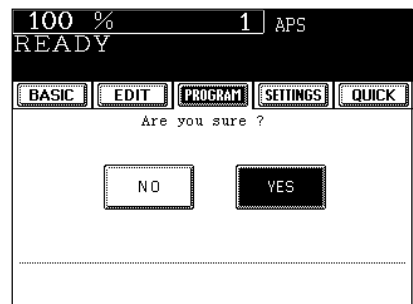 100 % 1 APS
READY
BASIC EDIT PROGRAM SETTINGS QUICK
Are you sure ?
NO YES